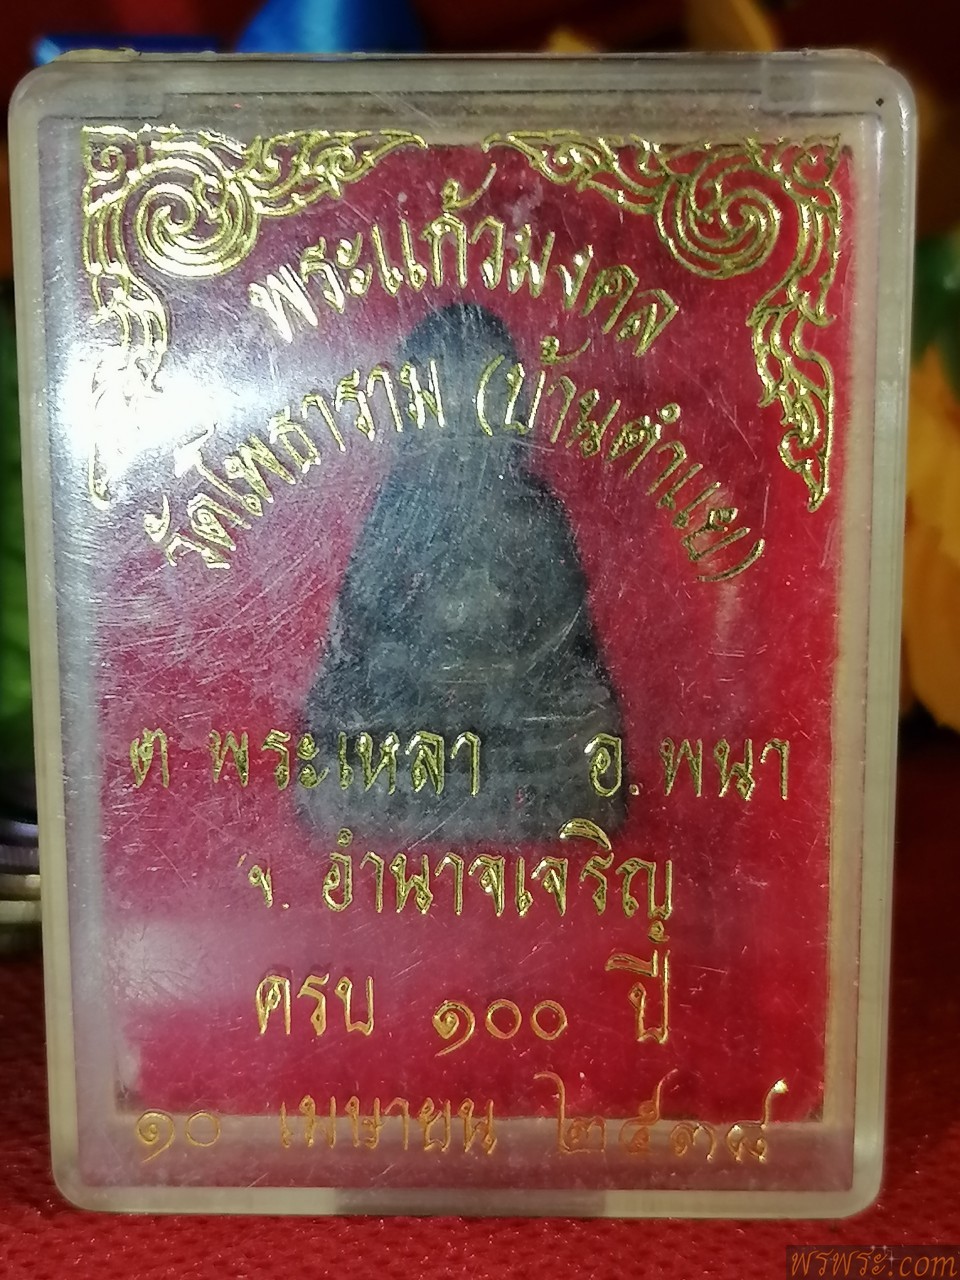 พระแก้วมงคล
วัดโพธาราม (บ้านตำแย)
ต. พระเหลา อ. พนา
จ. อำนาจเจริญ
ครบ ๑๐๐ ปี
๑๐ เมษายน ๒๕๓๘
พรพระ.com